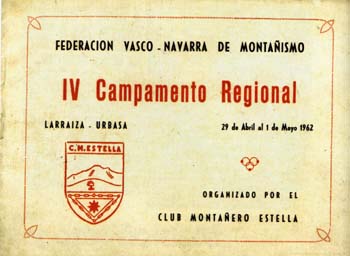 FEDERACION VASCO - NAVARRA DE MONTAÑISMO
IV Campamento Regional
LARRAIZA - URBASA
29 de Abril al 1 de Mayo 1962
C.M.ESTELLA
ORGANIZADO POR EL
CLUB MONTAÑERO ESTELLA